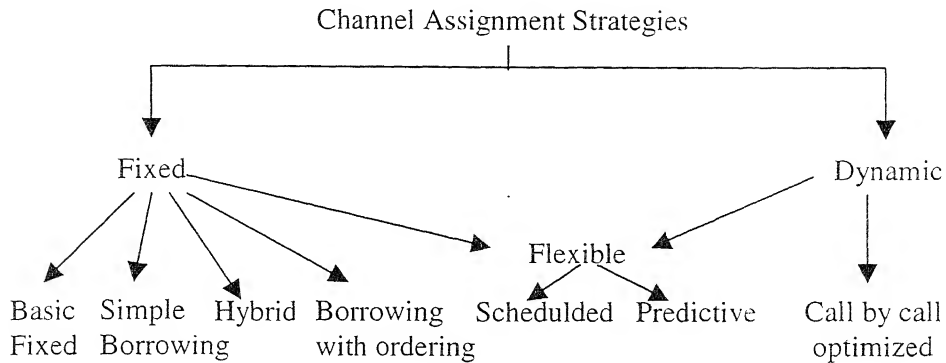 Channel Assignment Strategies
Fixed
Dynamic
Flexible
Basic Fixed
Simple Borrowing
Hybrid
Borrowing with ordering
Schedulded
Predictive
Call by call optimized